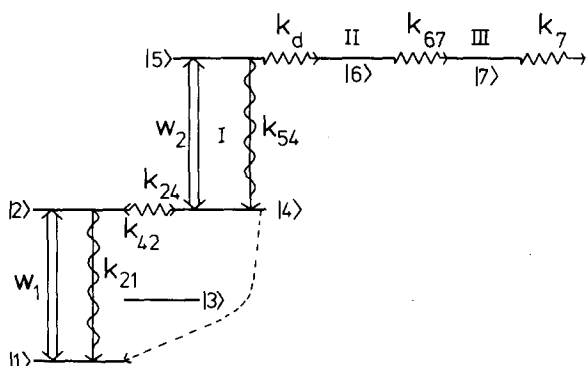 k_d II k_67 III k_7
|5⟩ |6⟩ |7⟩
w_2 I k_54
k_24
|2⟩ |4⟩
k_42
w_1 k_21
|3⟩
|1⟩